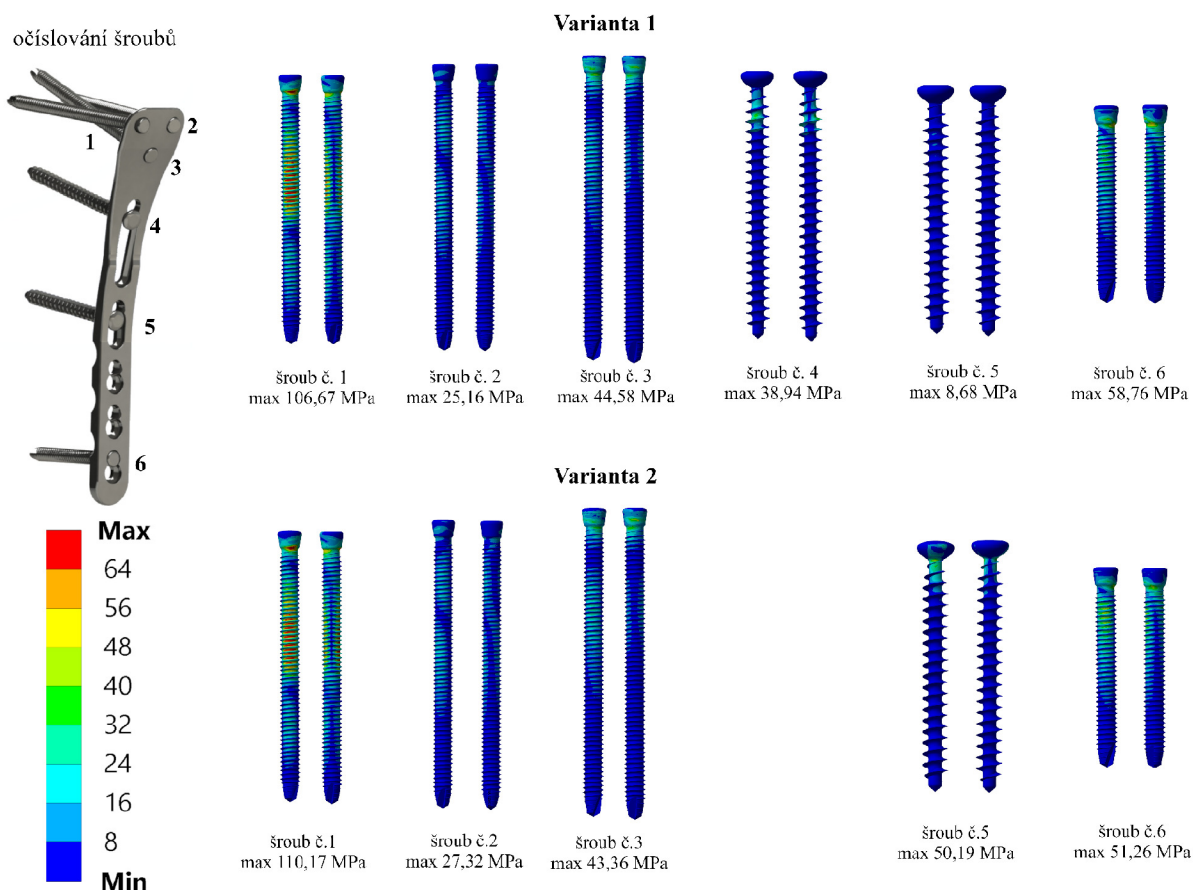 Varianta 1
očíslování šroubů
1
2
3
4
5
6
šroub č. 1
max 106,67 MPa
šroub č. 2
max 25,16 MPa
šroub č. 3
max 44,58 MPa
šroub č. 4
max 38,94 MPa
šroub č. 5
max 8,68 MPa
šroub č. 6
max 58,76 MPa
Varianta 2
Max
64
56
48
40
32
24
16
8
Min
šroub č.1
max 110,17 MPa
šroub č.2
max 27,32 MPa
šroub č.3
max 43,36 MPa
šroub č.5
max 50,19 MPa
šroub č.6
max 51,26 MPa